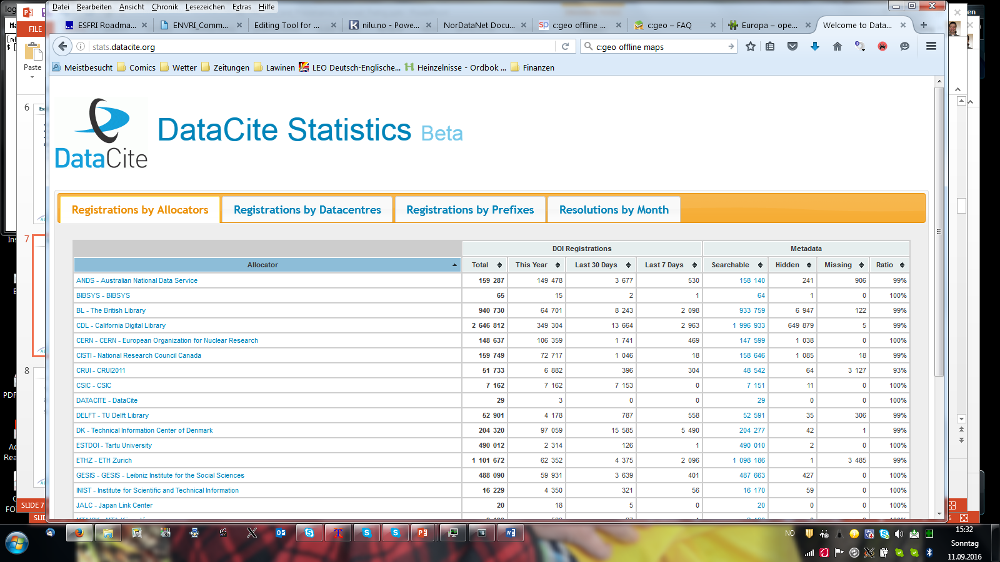 Datei Bearbeiten Ansicht Chronik Lesezeichen Extras Hilfe
FILE
Paste
6
7
8
SLIDE 7
ESFRI Roadma...
ENVRI_Comm...
Editing Tool for ...
nilu.no - Powe...
NorDataNet Docu...
c:geo offline ...
c:geo – FAQ
Europa – ope...
Welcome to Data...
stats.datacite.org
c:geo offline maps
Meistbesucht Comics Wetter Zeitungen Lawinen LEO Deutsch-Englische... Heinzelnisse - Ordbok ... Finanzen
DataCite
DataCite Statistics Beta
Registrations by Allocators Registrations by Datacentres Registrations by Prefixes Resolutions by Month
DOI Registrations Metadata
Allocator Total This Year Last 30 Days Last 7 Days Searchable Hidden Missing Ratio
ANDS - Australian National Data Service 159 287 149 478 3 677 530 158 140 241 906 99%
BIBSYS - BIBSYS 65 15 2 1 64 1 0 100%
BL - The British Library 940 730 64 701 8 243 2 098 933 759 6 947 122 99%
CDL - California Digital Library 2 646 812 349 304 13 664 2 963 1 996 933 649 879 5 99%
CERN - CERN - European Organization for Nuclear Research 148 637 106 359 1 741 469 147 599 1 038 0 100%
CISTI - National Research Council Canada 159 749 72 717 1 046 18 158 646 1 085 18 99%
CRUI - CRUI2011 51 733 6 882 396 304 48 542 64 3 127 93%
CSIC - CSIC 7 162 7 162 7 153 0 7 151 11 0 100%
DATACITE - DataCite 29 3 0 0 29 0 0 100%
DELFT - TU Delft Library 52 901 4 178 787 558 52 591 35 306 99%
DK - Technical Information Center of Denmark 204 320 97 059 15 585 5 490 204 277 42 1 99%
ESTDOI - Tartu University 490 012 2 314 126 1 490 010 2 0 100%
ETHZ - ETH Zurich 1 101 672 62 352 4 375 2 096 1 098 186 1 3 485 99%
GESIS - GESIS - Leibniz Institute for the Social Sciences 488 090 59 931 3 639 401 487 663 427 0 100%
INIST - Institute for Scientific and Technical Information 16 229 4 350 321 56 16 170 59 0 100%
JALC - Japan Link Center 20 18 5 0 20 0 0 100%
NO
15:32
Sonntag
11.09.2016